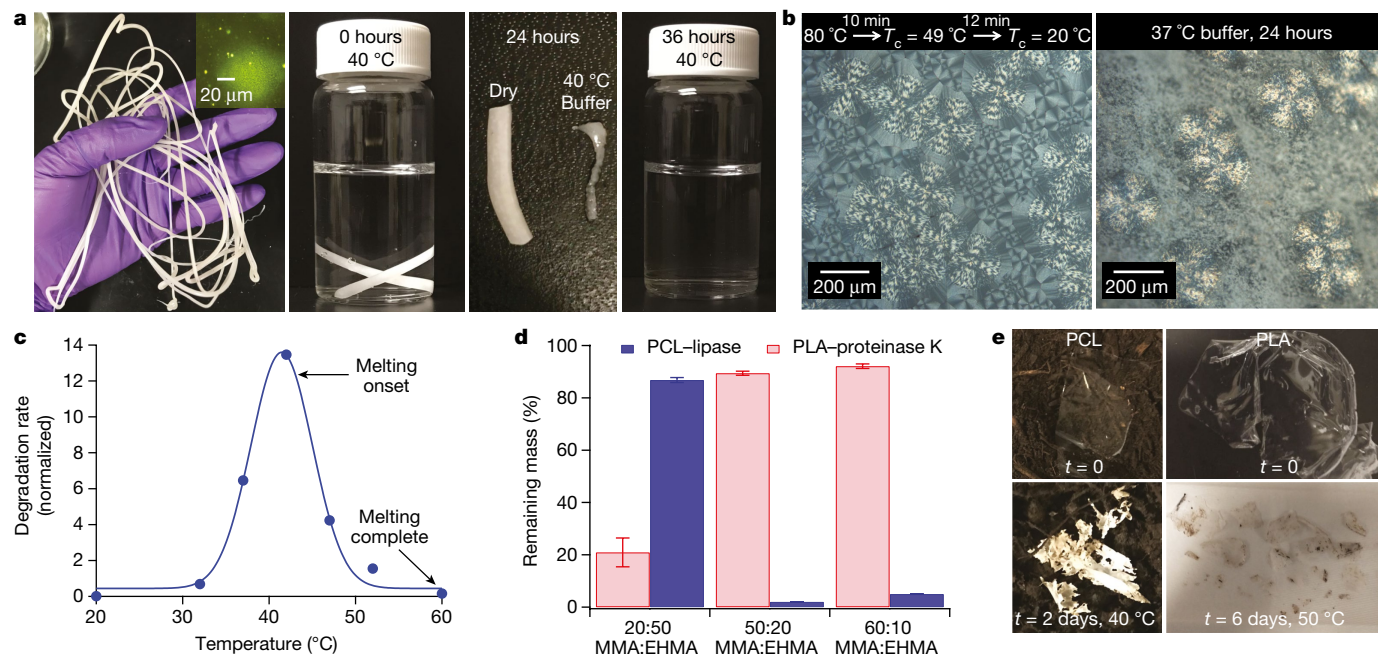 a
20 μm
0 hours
40 °C
24 hours
Dry
40 °C
Buffer
36 hours
40 °C
b
80 °C 10 min → Tc = 49 °C 12 min → Tc = 20 °C
200 μm
37 °C buffer, 24 hours
200 μm
c
Degradation rate
(normalized)
14
12
10
8
6
4
2
0
20 30 40 50 60
Temperature (°C)
Melting
onset
Melting
complete
d
PCL–lipase PLA–proteinase K
Remaining mass (%)
100
80
60
40
20
0
20:50 50:20 60:10
MMA:EHMA MMA:EHMA MMA:EHMA
e
PCL
t = 0
PLA
t = 0
t = 2 days, 40 °C
t = 6 days, 50 °C